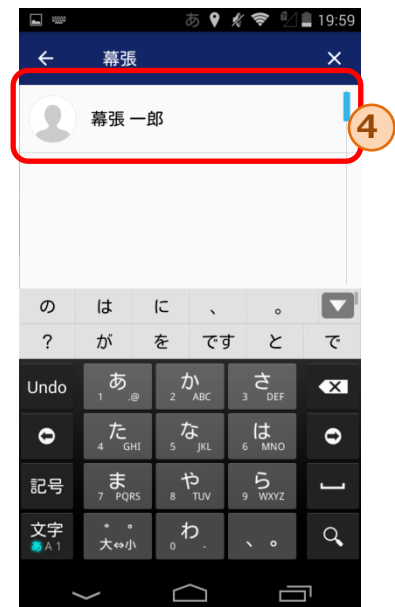 あ 19:59
幕張
幕張 一郎
4
の は に 、 。
? が を です と で
Undo あ 1 .@ か 2 ABC さ 3 DEF
た 4 GHI な 5 JKL は 6 MNO
記号 ま 7 PQRS や 8 TUV ら 9 WXYZ
文字 あA1 ゛゜ 大⇔小 わ 0 - 、。